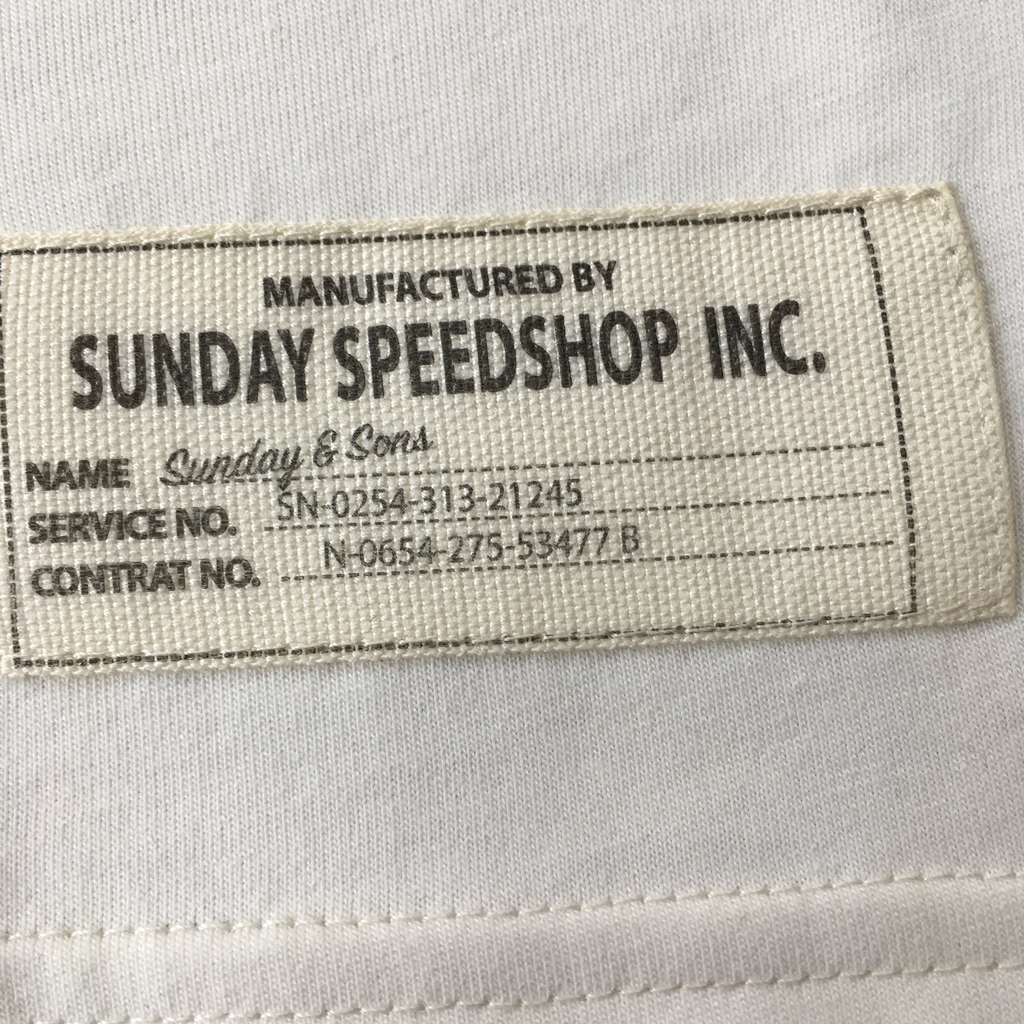 MANUFACTURED BY
SUNDAY SPEEDSHOP INC.
NAME Sunday & Sons
SERVICE NO. SN-0254-313-21245
CONTRAT NO. N-0654-275-53477 B